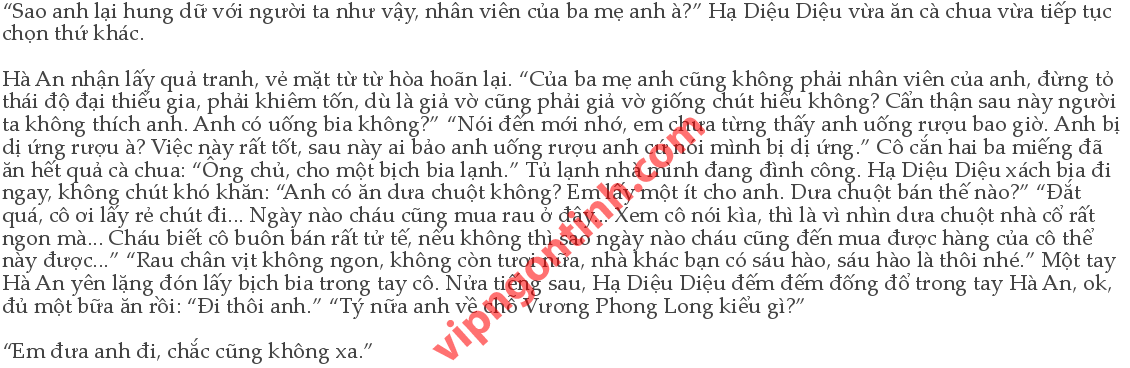 “Sao anh lại hung dữ với người ta như vậy, nhân viên của ba mẹ anh à?” Hạ Diệu Diệu vừa ăn cà chua vừa tiếp tục
chọn thứ khác.
Hà An nhận lấy quả tranh, vẻ mặt từ từ hòa hoãn lại. “Của ba mẹ anh cũng không phải nhân viên của anh, đừng tỏ
thái độ đại thiếu gia, phải khiêm tốn, dù là giả vờ cũng phải giả vờ giống chút hiểu không? Cẩn thận sau này người
ta không thích anh. Anh có uống bia không?” “Nói đến mới nhớ, em chưa từng thấy anh uống rượu bao giờ. Anh bị
dị ứng rượu à? Việc này rất tốt, sau này ai bảo anh uống rượu anh cứ nói mình bị dị ứng.” Cô cắn hai ba miếng đã
ăn hết quả cà chua: “Ông chủ, cho một bịch bia lạnh.” Tủ lạnh nhà mình đang đình công. Hạ Diệu Diệu xách bịa đi
ngay, không chút khó khăn: “Anh có ăn dưa chuột không? Em lấy một ít cho anh. Dưa chuột bán thế nào?” “Đắt
quá, cô ơi lấy rẻ chút đi... Ngày nào cháu cũng mua rau ở đây... Xem cô nói kìa, thì là vì nhìn dưa chuột nhà cổ rất
ngon mà... Cháu biết cô buôn bán rất tử tế, nếu không thì sao ngày nào cháu cũng đến mua được hàng của cô thế
này được...” “Rau chân vịt không ngon, không còn tươi nữa, nhà khác bạn có sáu hào, sáu hào là thôi nhé.” Một tay
Hà An yên lặng đón lấy bịch bia trong tay cô. Nửa tiếng sau, Hạ Diệu Diệu đếm đếm đống đổ trong tay Hà An, ok,
đủ một bữa ăn rồi: “Đi thôi anh.” “Tý nữa anh về chỗ Vương Phong Long kiểu gì?”
“Em đưa anh đi, chắc cũng không xa.”
vipngontinh.com